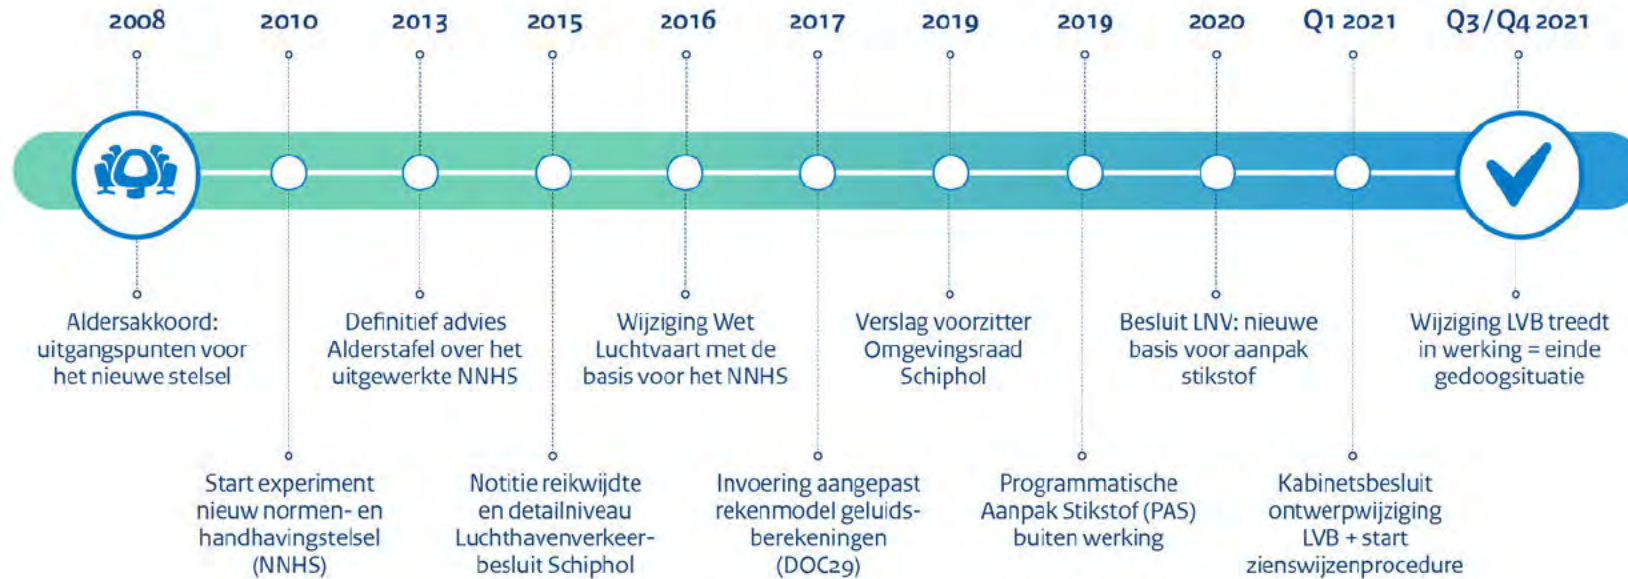 2008
2010
2013
2015
2016
2017
2019
2019
2020
Q1 2021
Q3/Q4 2021
Aldersakkoord:
uitgangspunten voor
het nieuwe stelsel
Start experiment
nieuw normen- en
handhavingstelsel
(NNHS)
Definitief advies
Alderstafel over het
uitgewerkte NNHS
Notitie reikwijdte
en detailniveau
Luchthavenverkeer-
besluit Schiphol
Wijziging Wet
Luchtvaart met de
basis voor het NNHS
Invoering aangepast
rekenmodel geluids-
berekeningen
(DOC29)
Verslag voorzitter
Omgevingsraad
Schiphol
Programmatische
Aanpak Stikstof (PAS)
buiten werking
Besluit LNV: nieuwe
basis voor aanpak
stikstof
Kabinetsbesluit
ontwerpwijziging
LVB + start
zienswijzenprocedure
Wijziging LVB treedt
in werking = einde
gedoogsituatie